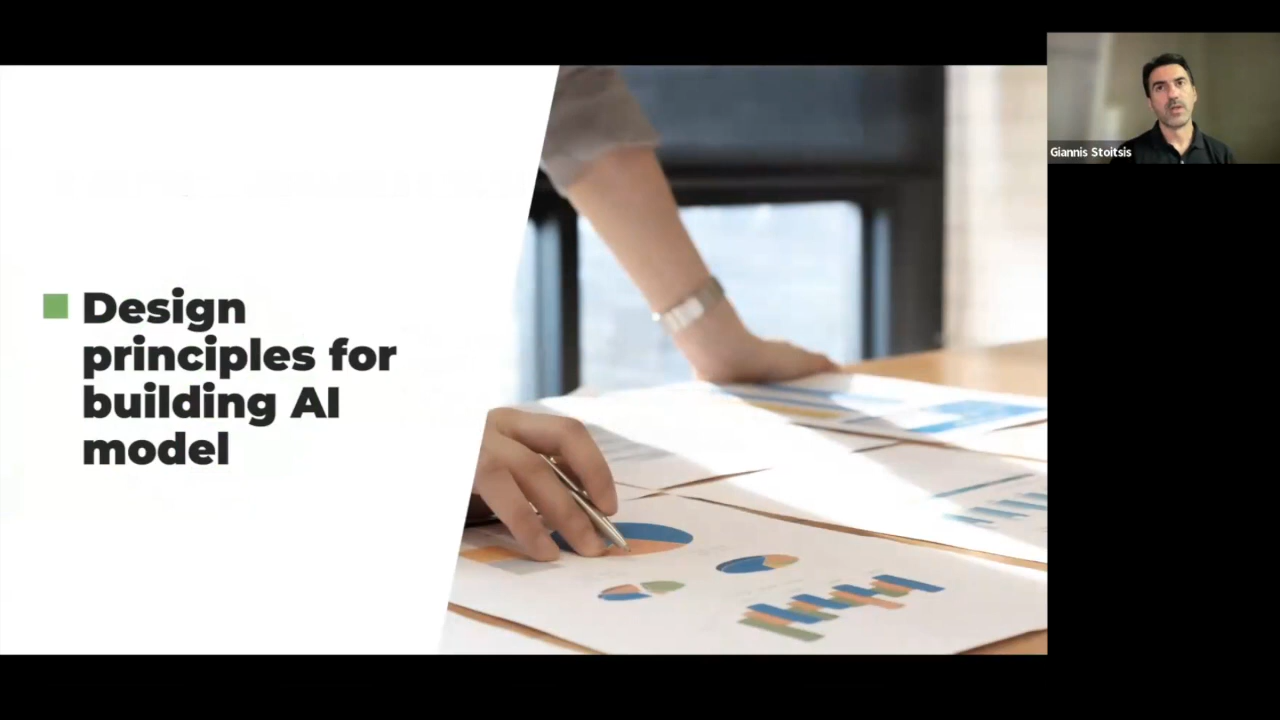 Design
principles for
building AI
model
Giannis Stoitsis